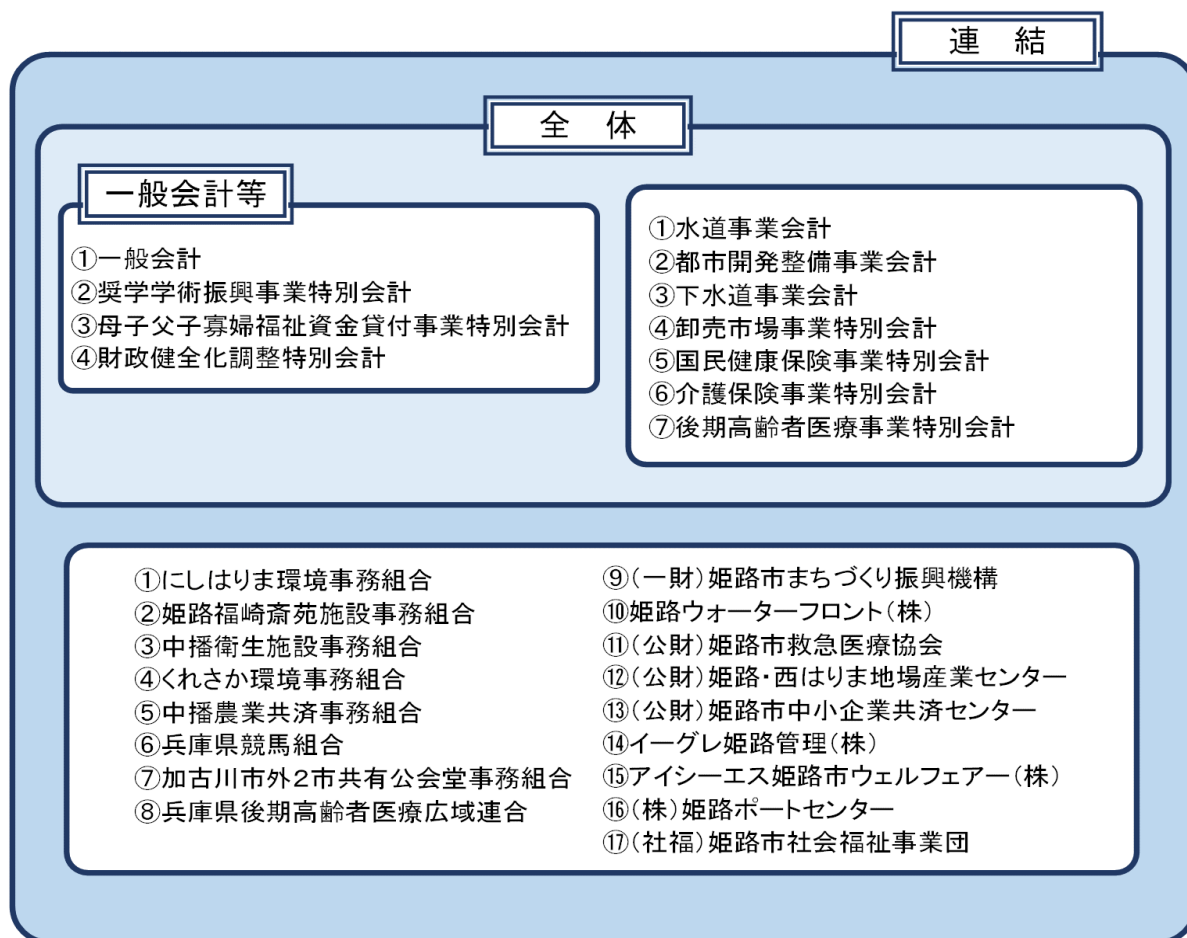 連　結
全　体
一般会計等
①一般会計
②奨学学術振興事業特別会計
③母子父子寡婦福祉資金貸付事業特別会計
④財政健全化調整特別会計
①水道事業会計
②都市開発整備事業会計
③下水道事業会計
④卸売市場事業特別会計
⑤国民健康保険事業特別会計
⑥介護保険事業特別会計
⑦後期高齢者医療事業特別会計
①にしはりま環境事務組合
②姫路福崎斎苑施設事務組合
③中播衛生施設事務組合
④くれさか環境事務組合
⑤中播農業共済事務組合
⑥兵庫県競馬組合
⑦加古川市外２市共有公会堂事務組合
⑧兵庫県後期高齢者医療広域連合
⑨(一財)姫路市まちづくり振興機構
⑩姫路ウォーターフロント(株)
⑪(公財)姫路市救急医療協会
⑫(公財)姫路・西はりま地場産業センター
⑬(公財)姫路市中小企業共済センター
⑭イーグレ姫路管理(株)
⑮アイシーエス姫路市ウェルフェアー(株)
⑯(株)姫路ポートセンター
⑰(社福)姫路市社会福祉事業団